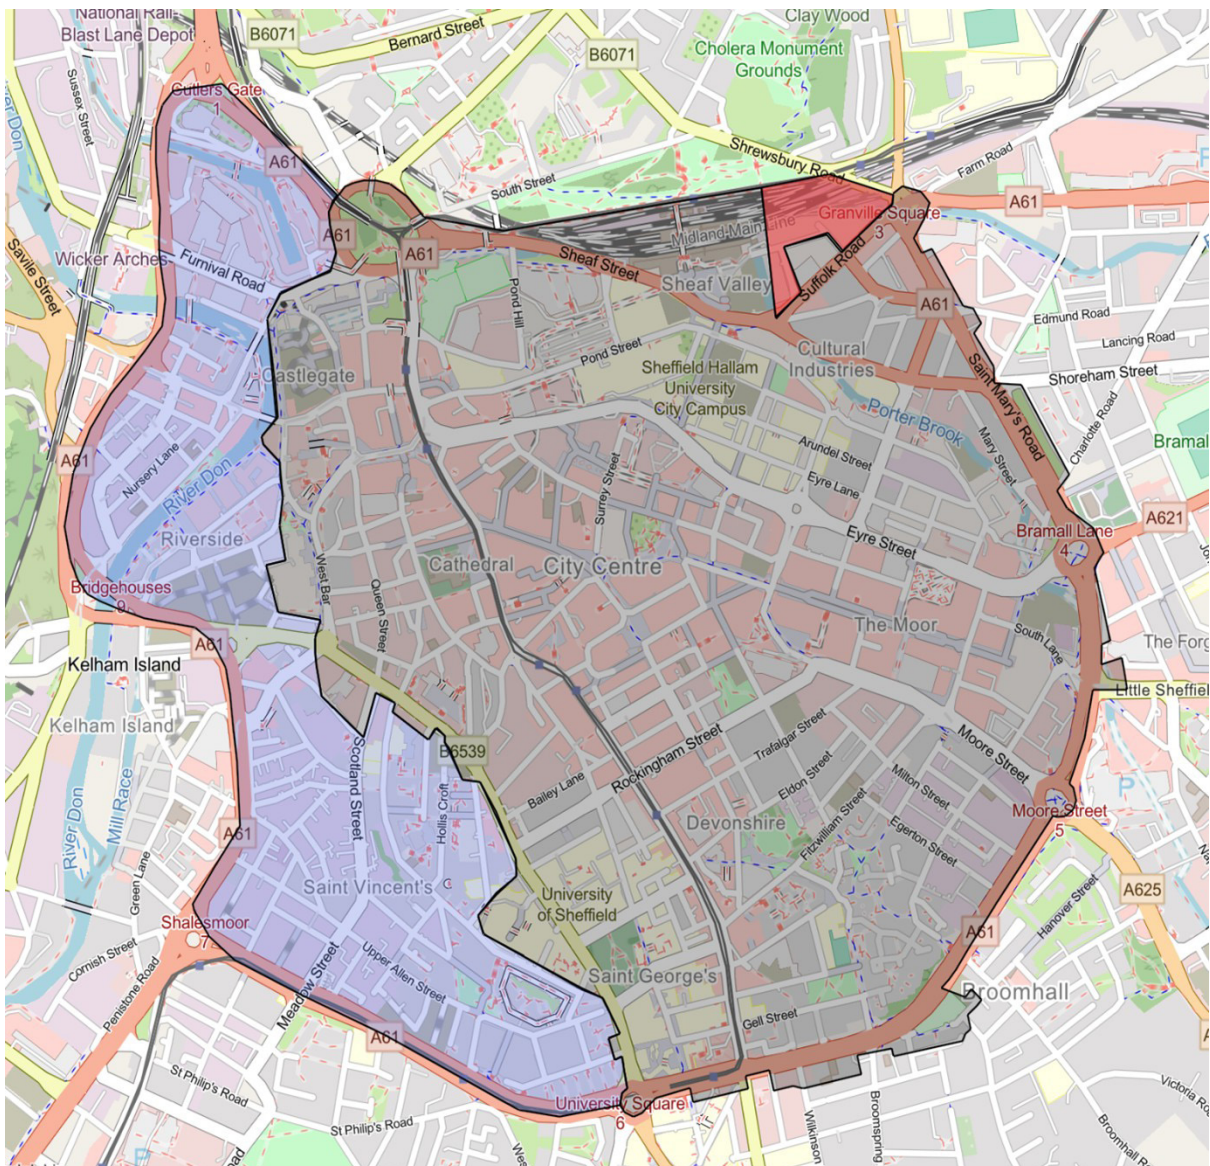 National Rail-
Blast Lane Depot
B6071
Bernard Street
Clay Wood
Cholera Monument
Grounds
B6071
Sussex Street
River Don
Cutlers Gate
1
A61
South Street
Shrewsbury Road
Farm Road
A61
Granville Square
3
Savile Street
Wicker Arches
Furnival Road
A61
A61
Sheaf Street
Midland Main Line
Suffolk Road
Sheaf Valley
Pond Hill
A61
Edmund Road
Lancing Road
Shoreham Street
Castlegate
Pond Street
Sheffield Hallam
University
City Campus
Cultural
Industries
Saint Mary's Road
Charlotte Road
Porter Brook
Mary Street
A61
Nursery Lane
River Don
Riverside
Surrey Street
Arundel Street
Eyre Lane
Eyre Street
A621
Bramall Lane
4
Cathedral
City Centre
West Bar
Queen Street
Bridgehouses
9
A61
The Moor
South Lane
The Forg
Little Sheffield
Kelham Island
Kelham Island
B6539
Scotland Street
Rockingham Street
Trafalgar Street
Moore Street
Bailey Lane
Hollis Croft
Eldon Street
Milton Street
Moore Street
5
River Don
Mill Race
Green Lane
A61
Devonshire
Fitzwilliam Street
Egerton Street
P
A625
Saint Vincent's
University
of Sheffield
Hanover Street
Shalesmoor
7
Cornish Street
Penistone Road
Meadow Street
Upper Allen Street
Saint George's
A61
Broomhall
Gell Street
A61
St Philip's Road
St Philip's Road
University Square
6
Wilkinson
Broomspring
Broomhall Road
Victoria Road
P